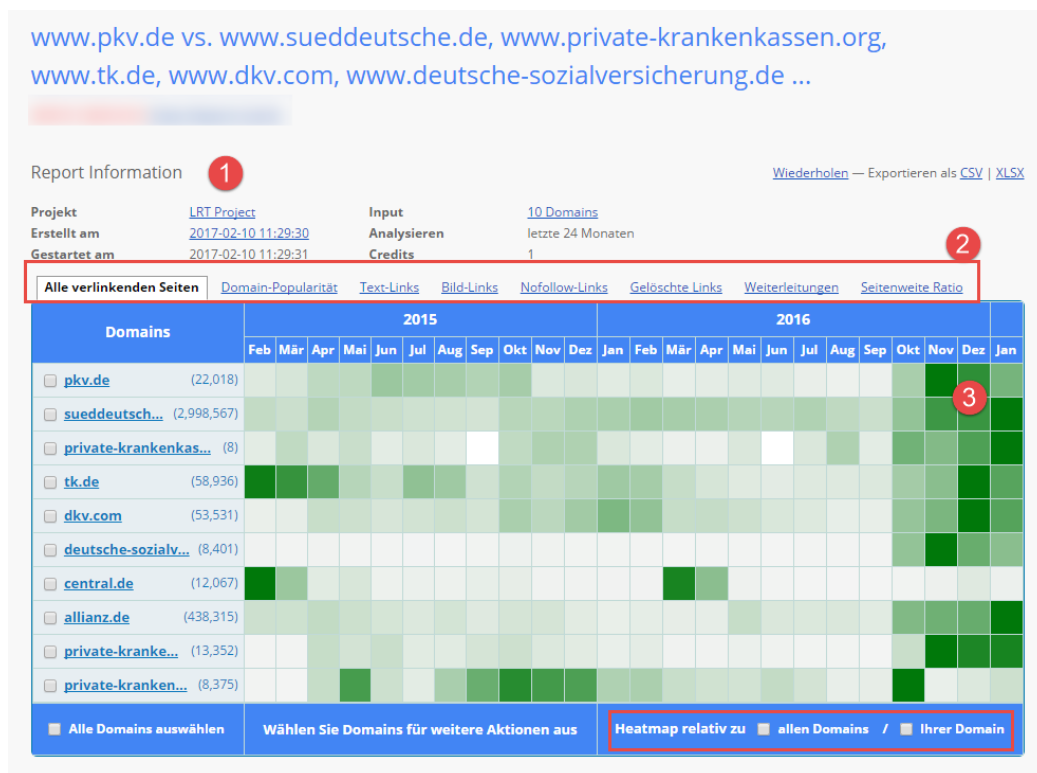 www.pkv.de vs. www.sueddeutsche.de, www.private-krankenkassen.org,
www.tk.de, www.dkv.com, www.deutsche-sozialversicherung.de ...
Report Information 1 Wiederholen — Exportieren als CSV | XLSX
Projekt LRT Project Input 10 Domains
Erstellt am 2017-02-10 11:29:30 Analysieren letzte 24 Monaten
Gestartet am 2017-02-10 11:29:31 Credits 1
2
Alle verlinkenden Seiten Domain-Popularität Text-Links Bild-Links Nofollow-Links Gelöschte Links Weiterleitungen Seitenweite Ratio
Domains 2015 2016
Feb Mär Apr Mai Jun Jul Aug Sep Okt Nov Dez Jan Feb Mär Apr Mai Jun Jul Aug Sep Okt Nov Dez Jan
pkv.de (22,018)
3
sueddeutsch... (2,998,567)
private-krankenkas... (8)
tk.de (58,936)
dkv.com (53,531)
deutsche-sozialv... (8,401)
central.de (12,067)
allianz.de (438,315)
private-kranke... (13,352)
private-kranken... (8,375)
Alle Domains auswählen Wählen Sie Domains für weitere Aktionen aus Heatmap relativ zu allen Domains / Ihrer Domain